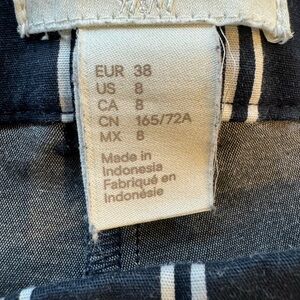 EUR 38
US 8
CA 8
CN 165/72A
MX 8
Made in
Indonesia
Fabriqué en
Indonésie